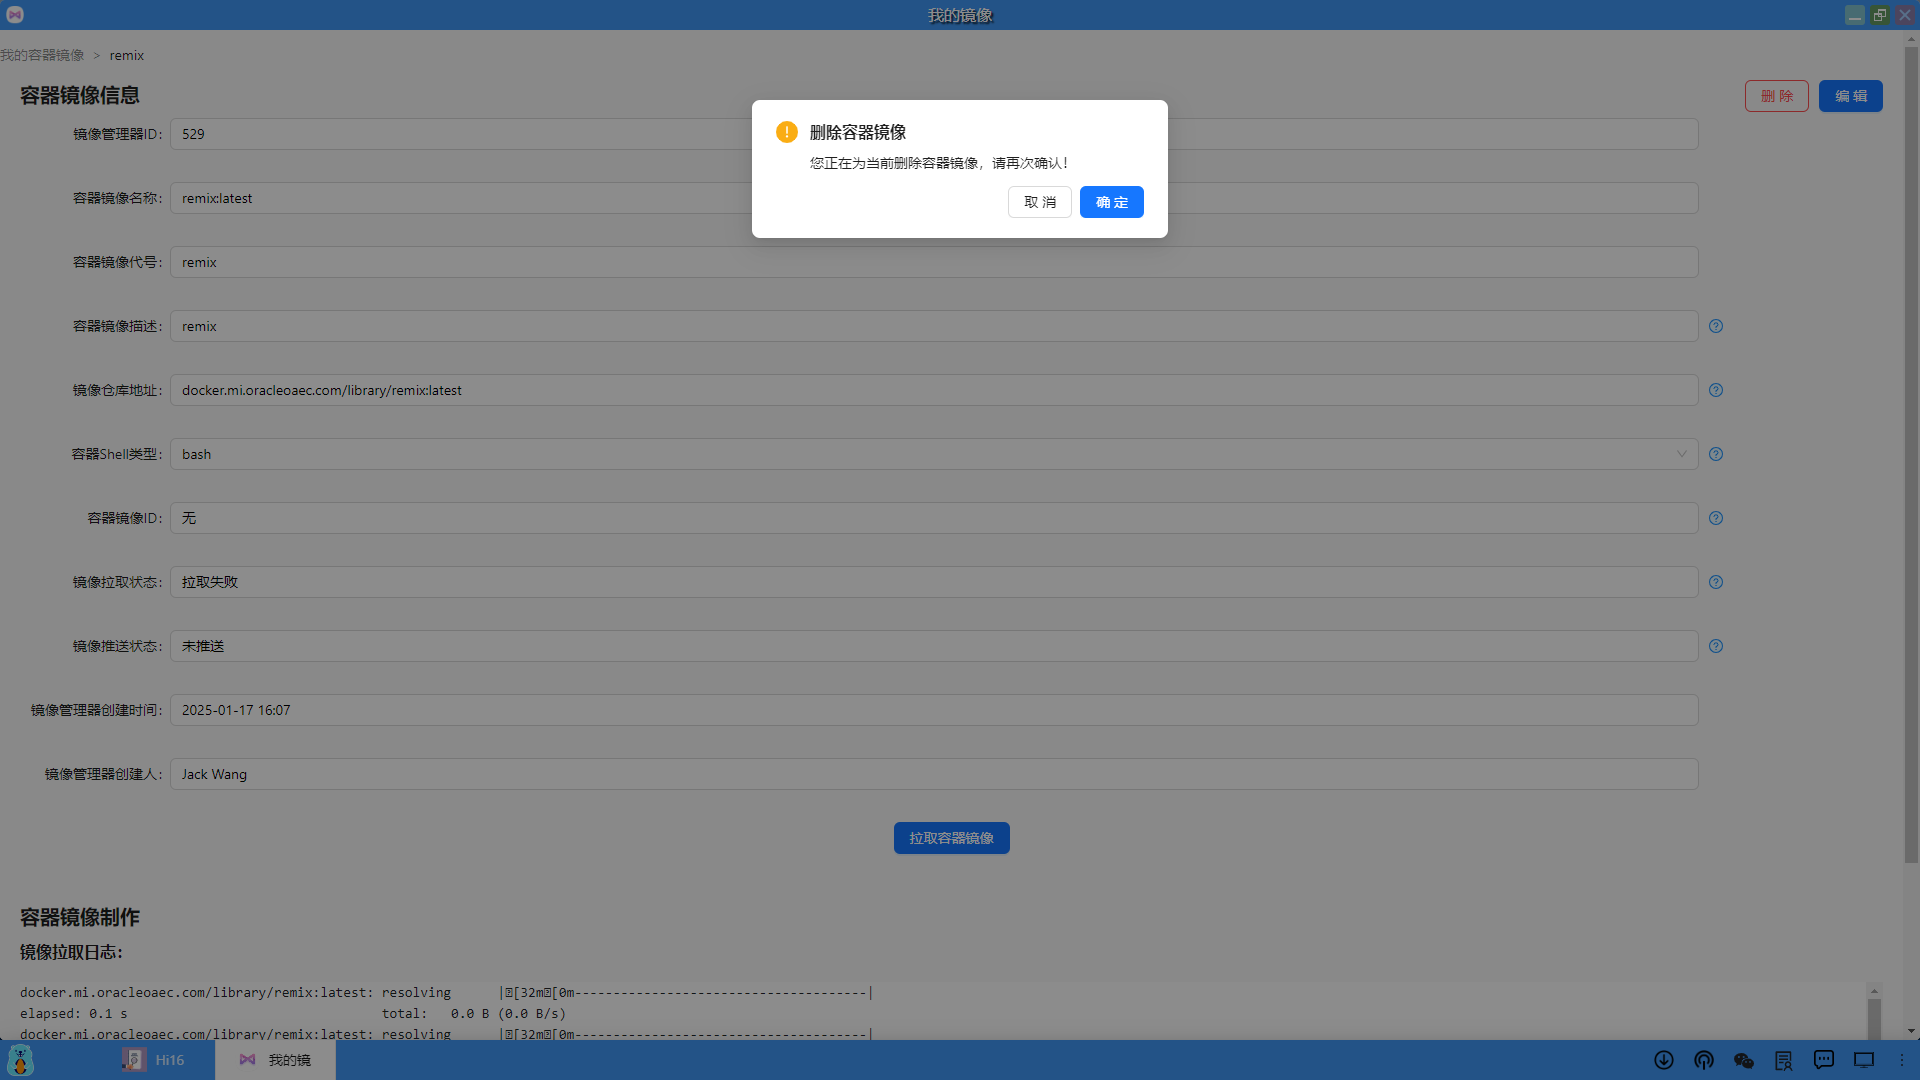 我的镜像
我的容器镜像 > remix
容器镜像信息
删 除
编 辑
删除容器镜像
您正在为当前删除容器镜像，请再次确认！
取 消
确 定
镜像管理器ID: 529
容器镜像名称: remix:latest
容器镜像代号: remix
容器镜像描述: remix
镜像仓库地址: docker.mi.oracleoaec.com/library/remix:latest
容器Shell类型: bash
容器镜像ID: 无
镜像拉取状态: 拉取失败
镜像推送状态: 未推送
镜像管理器创建时间: 2025-01-17 16:07
镜像管理器创建人: Jack Wang
拉取容器镜像
容器镜像制作
镜像拉取日志:
docker.mi.oracleoaec.com/library/remix:latest: resolving |[32m[0m--------------------------------------|
elapsed: 0.1 s total: 0.0 B (0.0 B/s)
docker.mi.oracleoaec.com/library/remix:latest: resolving |[32m[0m--------------------------------------|
Hi16
我的镜